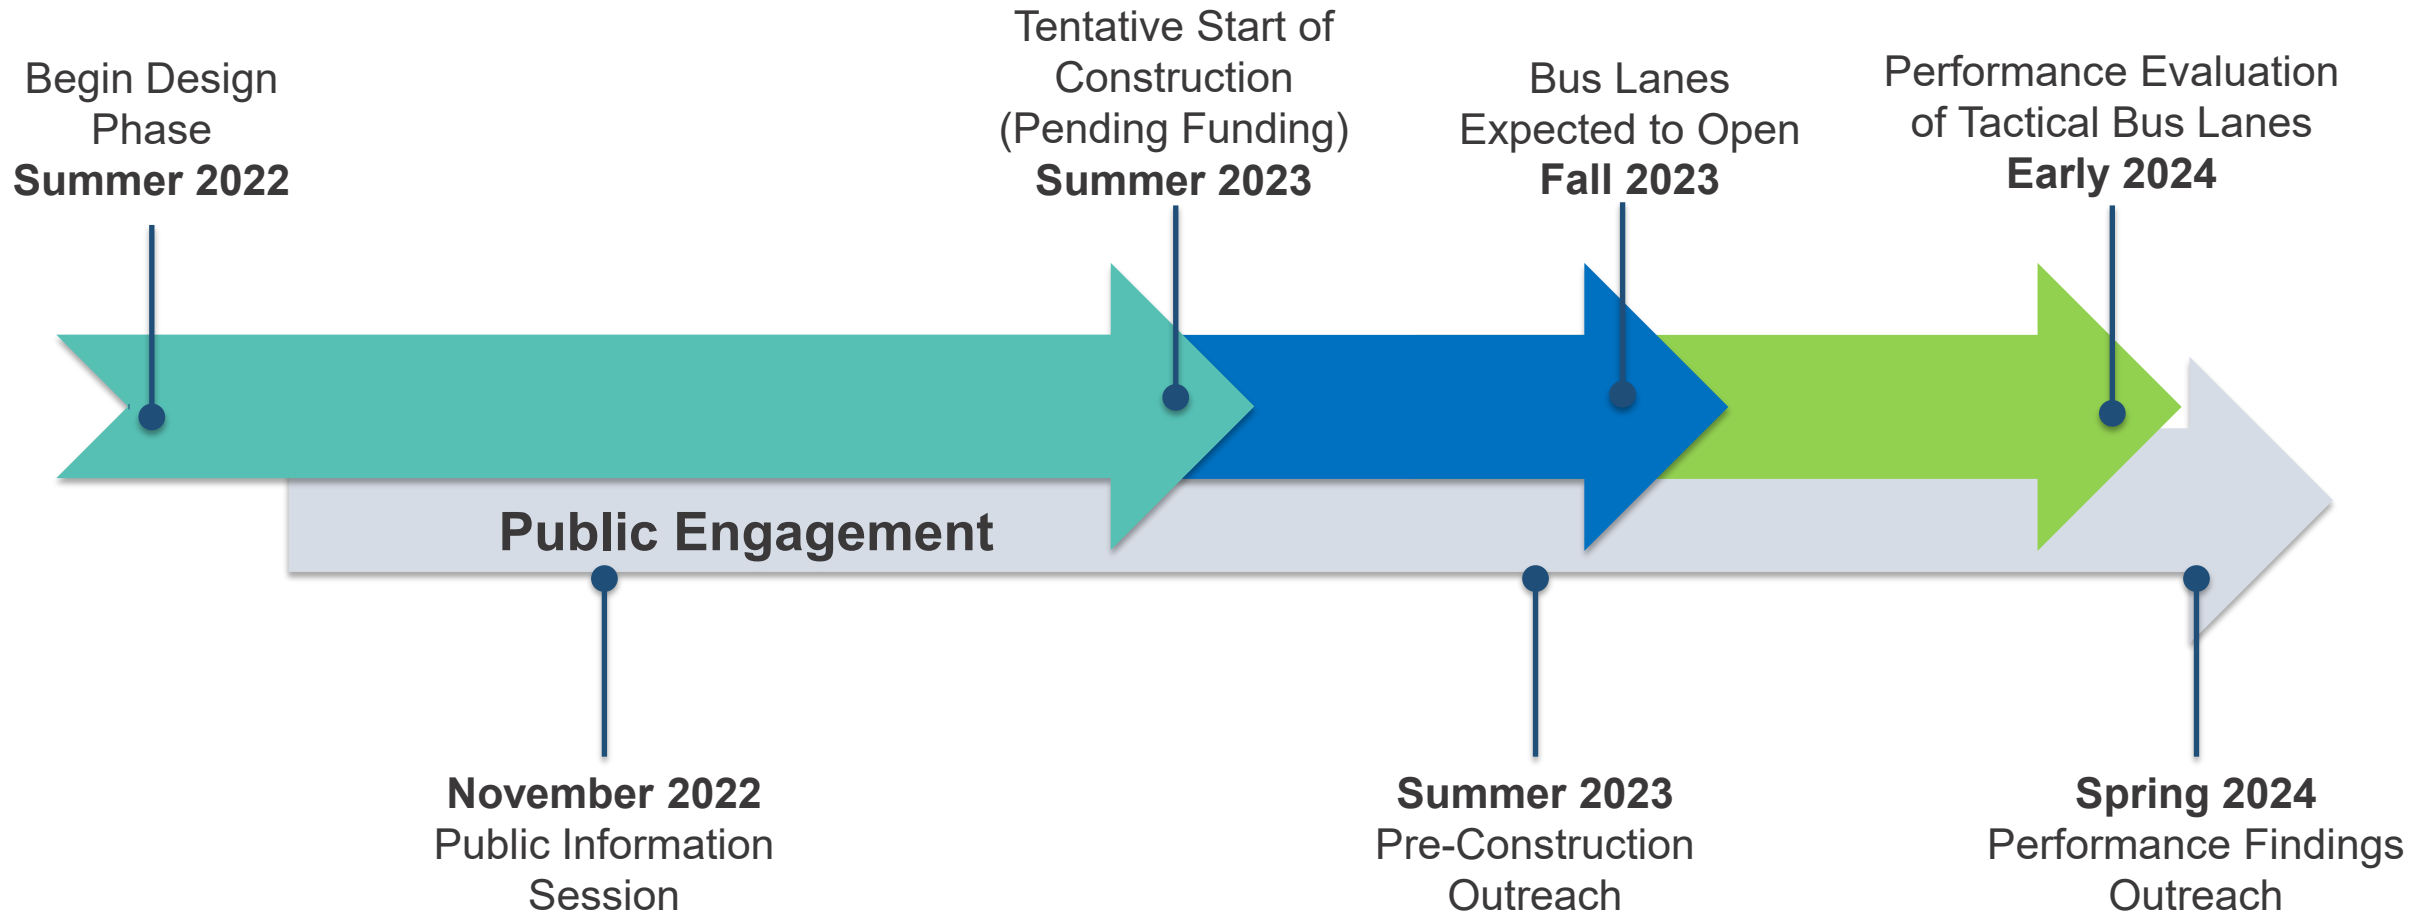 Begin Design
Phase
Summer 2022
Tentative Start of
Construction
(Pending Funding)
Summer 2023
Bus Lanes
Expected to Open
Fall 2023
Performance Evaluation
of Tactical Bus Lanes
Early 2024
Public Engagement
November 2022
Public Information
Session
Summer 2023
Pre-Construction
Outreach
Spring 2024
Performance Findings
Outreach